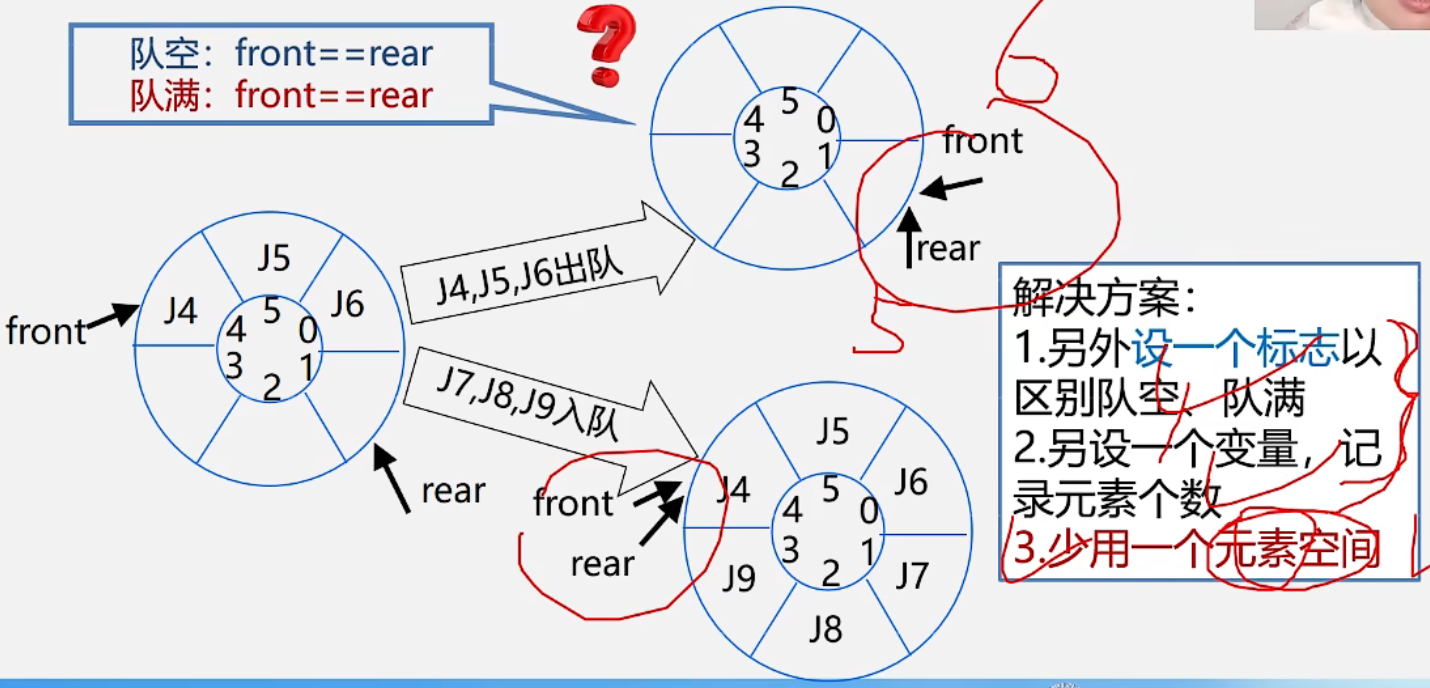 队空：front==rear
队满：front==rear
5
4
0
3
1
2
front
rear
J4,J5,J6出队
J5
J4
J6
front
5
4
0
3
1
2
rear
J7,J8,J9入队
J5
front
J4
J6
5
4
0
rear
3
1
2
J9
J7
J8
解决方案：
1.另外设一个标志以
区别队空、队满
2.另设一个变量，记
录元素个数
3.少用一个元素空间